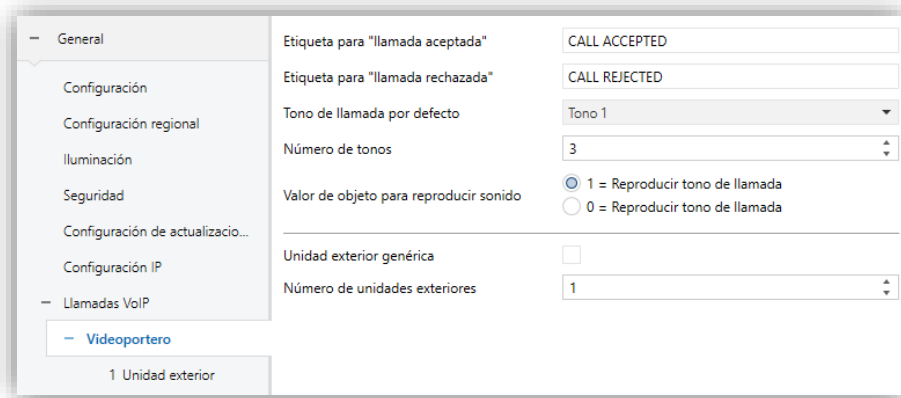 General
Configuración
Configuración regional
Iluminación
Seguridad
Configuración de actualizacio...
Configuración IP
Llamadas VoIP
Videoportero
1 Unidad exterior
Etiqueta para "llamada aceptada" CALL ACCEPTED
Etiqueta para "llamada rechazada" CALL REJECTED
Tono de llamada por defecto Tono 1
Número de tonos 3
Valor de objeto para reproducir sonido
1 = Reproducir tono de llamada
0 = Reproducir tono de llamada
Unidad exterior genérica
Número de unidades exteriores 1